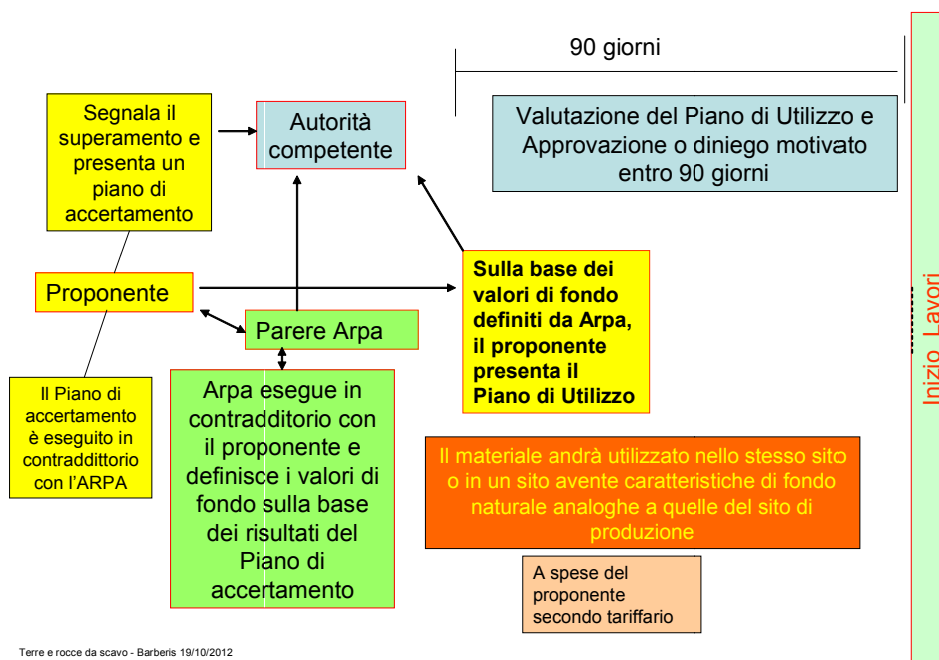 90 giorni
Segnala il
superamento e
presenta un
piano di
accertamento
Autorità
competente
Valutazione del Piano di Utilizzo e
Approvazione o diniego motivato
entro 90 giorni
Proponente
Parere Arpa
Sulla base dei
valori di fondo
definiti da Arpa,
il proponente
presenta il
Piano di Utilizzo
Il Piano di
accertamento
è eseguito in
contraddittorio
con l'ARPA
Arpa esegue in
contradditorio con
il proponente e
definisce i valori di
fondo sulla base
dei risultati del
Piano di
accertamento
Il materiale andrà utilizzato nello stesso sito
o in un sito avente caratteristiche di fondo
naturale analoghe a quelle del sito di
produzione
A spese del
proponente
secondo tariffario
Inizio Lavori
Terre e rocce da scavo - Barberis 19/10/2012